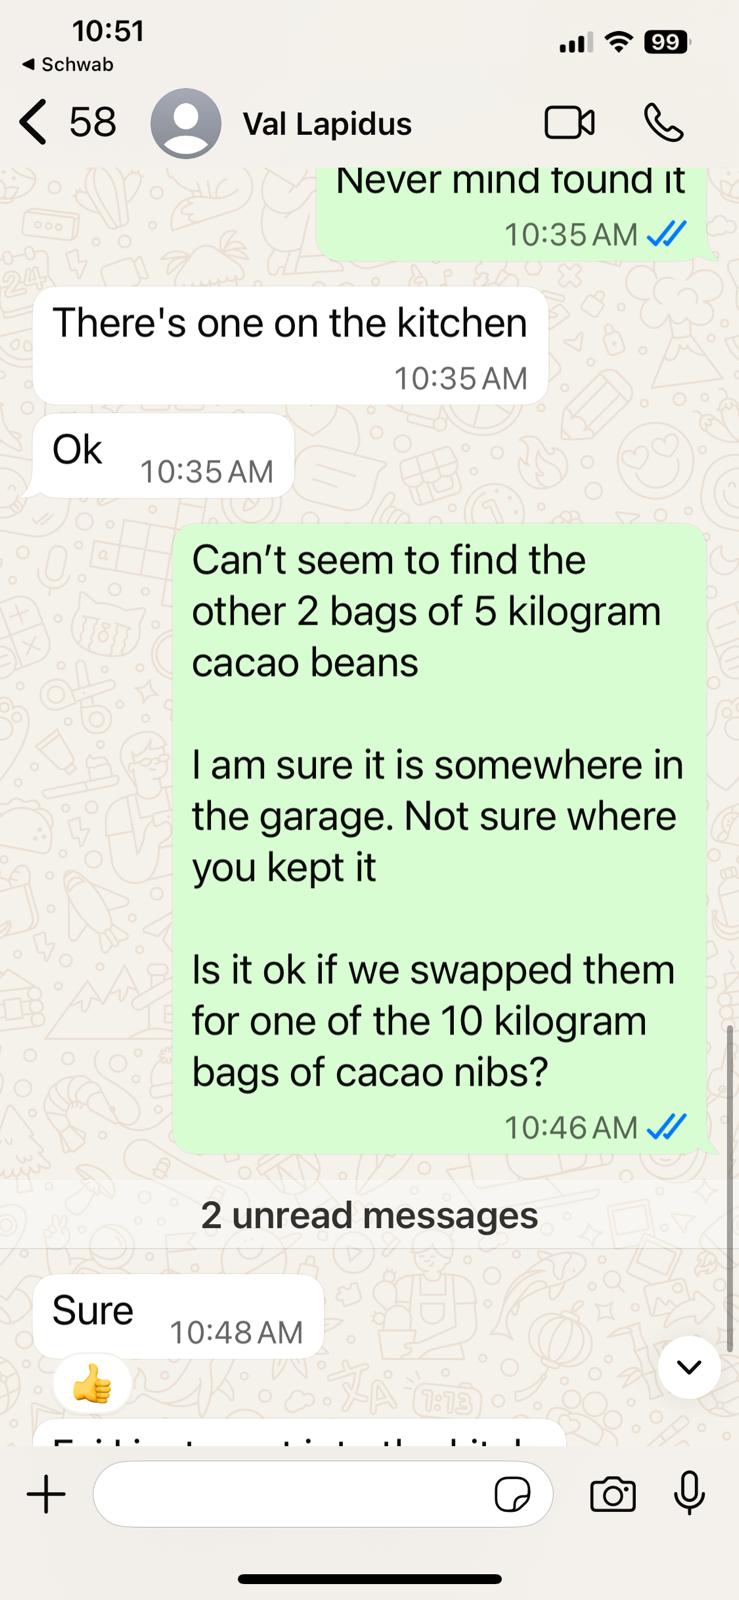 10:51
99
◀ Schwab
58
Val Lapidus
Never mind found it
10:35 AM
There's one on the kitchen
10:35 AM
Ok
10:35 AM
Can't seem to find the
other 2 bags of 5 kilogram
cacao beans
I am sure it is somewhere in
the garage. Not sure where
you kept it
Is it ok if we swapped them
for one of the 10 kilogram
bags of cacao nibs?
10:46 AM
2 unread messages
Sure
10:48 AM